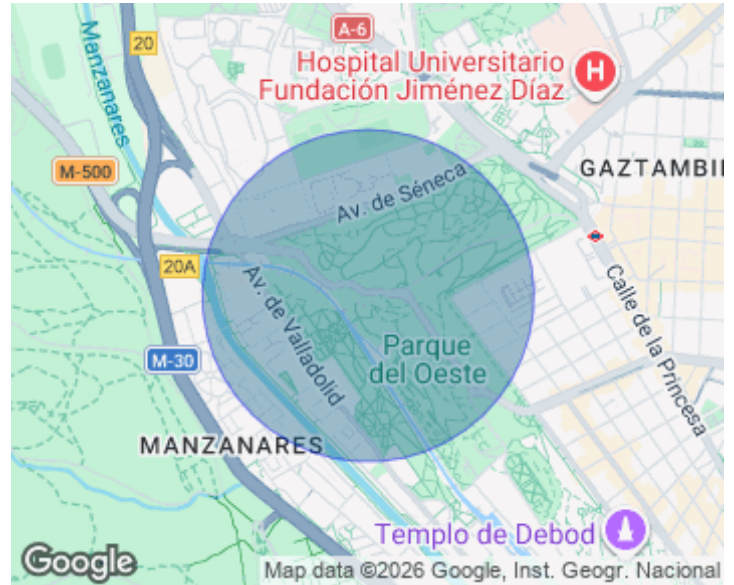 A-6
20
Manzanares
Hospital Universitario
Fundación Jiménez Díaz
H
M-500
GAZTAMBI
Av. de Séneca
20A
Av. de Valladolid
Calle de la Princesa
M-30
Parque
del Oeste
MANZANARES
Templo de Debod
Google
Map data ©2026 Google, Inst. Geogr. Nacional